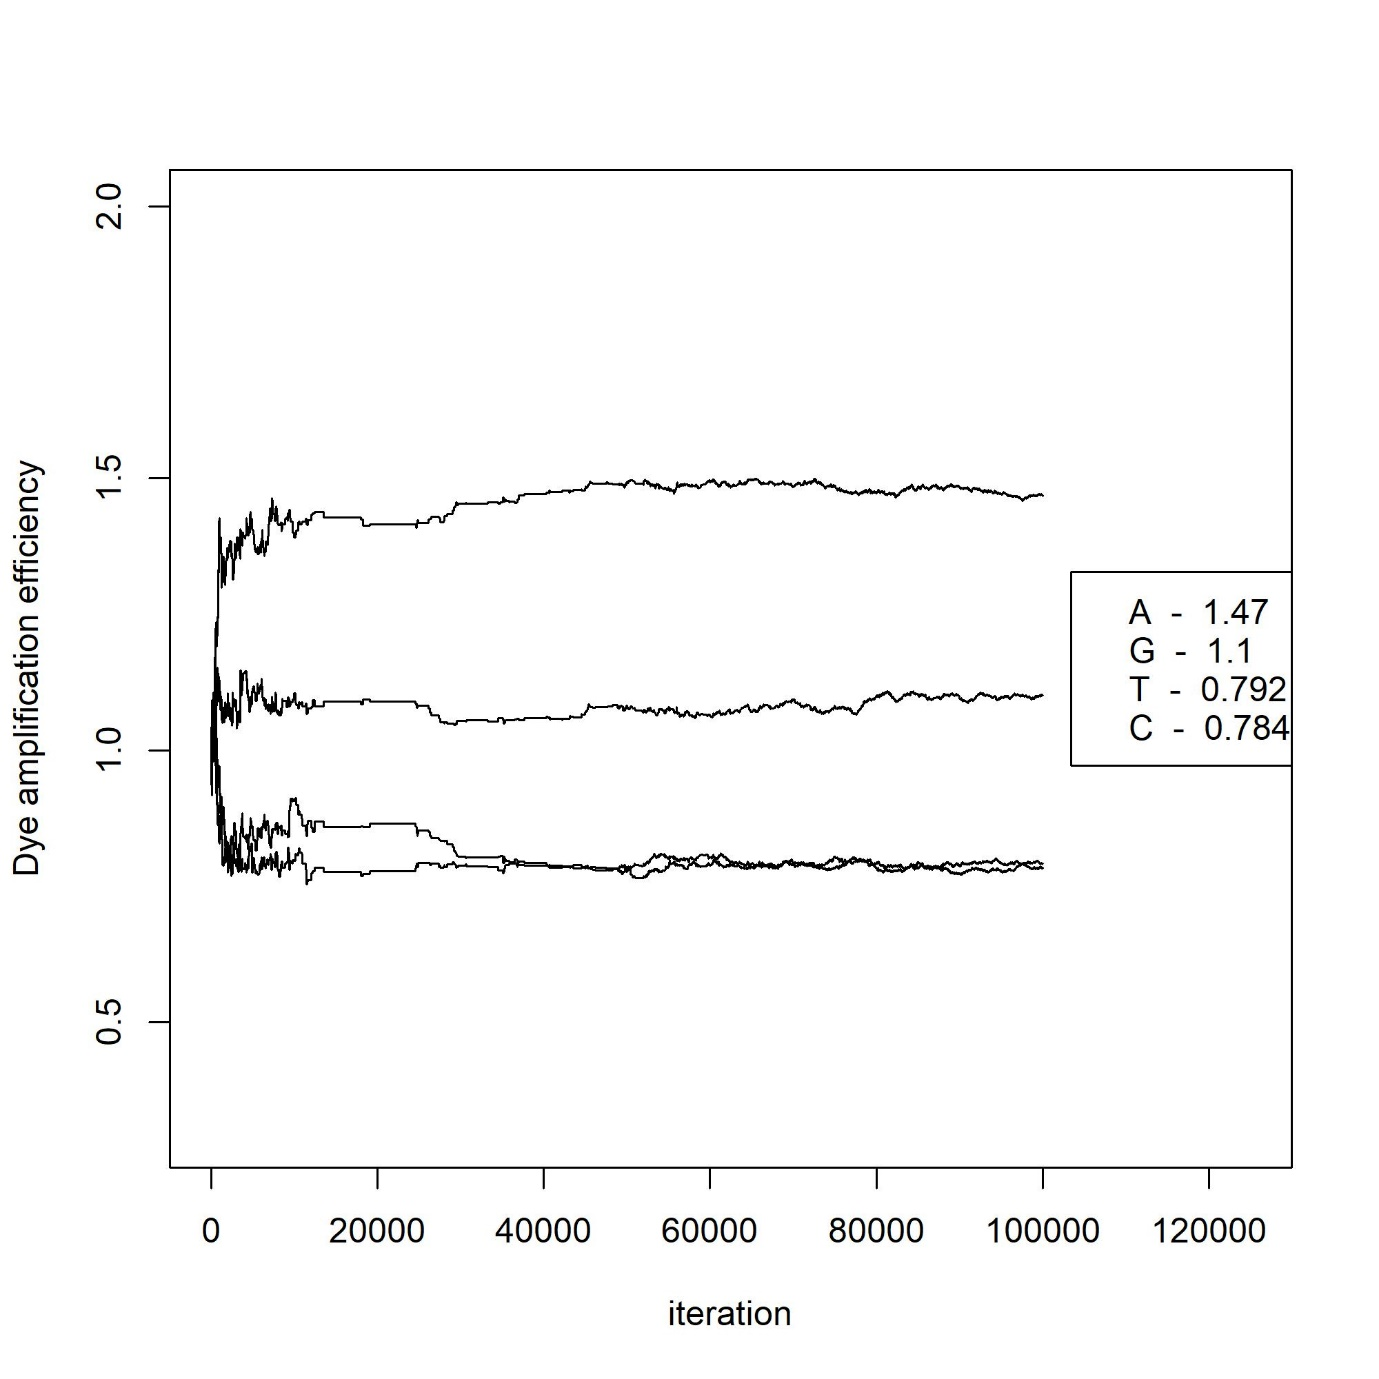 2.0
1.5
1.0
0.5
Dye amplification efficiency
A - 1.47
G - 1.1
T - 0.792
C - 0.784
0 20000 40000 60000 80000 100000 120000
iteration